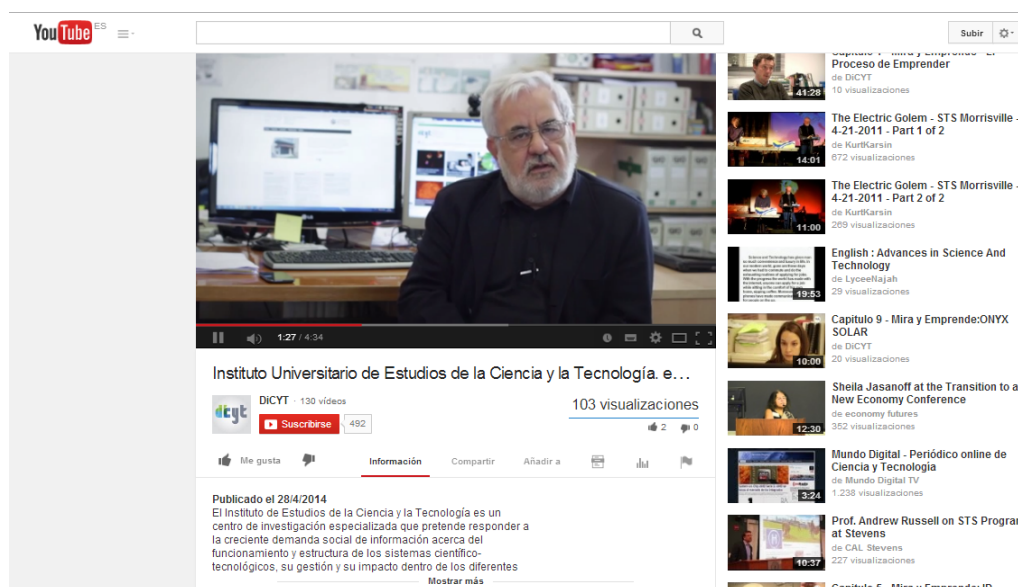 YouTube ES
Subir
1:27 / 4:34
Instituto Universitario de Estudios de la Ciencia y la Tecnología. e...
DiCYT · 130 vídeos
Suscribirse 492
103 visualizaciones
2 0
Me gusta
Información Compartir Añadir a
Publicado el 28/4/2014
El Instituto de Estudios de la Ciencia y la Tecnología es un
centro de investigación especializada que pretende responder a
la creciente demanda social de información acerca del
funcionamiento y estructura de los sistemas científico-
tecnológicos, su gestión y su impacto dentro de los diferentes
Mostrar más
Proceso de Emprender
de DiCYT
10 visualizaciones
41:28
The Electric Golem - STS Morrisville -
4-21-2011 - Part 1 of 2
de KurtKarsin
672 visualizaciones
14:01
The Electric Golem - STS Morrisville -
4-21-2011 - Part 2 of 2
de KurtKarsin
269 visualizaciones
11:00
English : Advances in Science And
Technology
de LyceeNajah
29 visualizaciones
19:53
Capitulo 9 - Mira y Emprende:ONYX
SOLAR
de DiCYT
20 visualizaciones
10:00
Sheila Jasanoff at the Transition to a
New Economy Conference
de economy futures
352 visualizaciones
12:30
Mundo Digital - Periódico online de
Ciencia y Tecnologia
de Mundo Digital TV
1.238 visualizaciones
3:24
Prof. Andrew Russell on STS Program
at Stevens
de CAL Stevens
227 visualizaciones
10:37